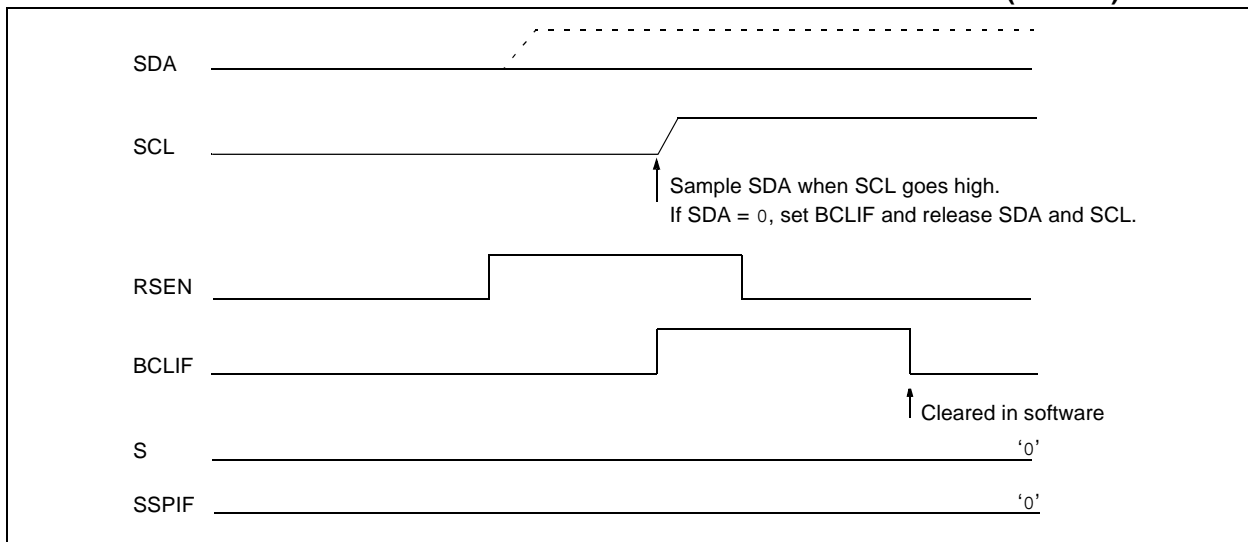 SDA
SCL
Sample SDA when SCL goes high.
If SDA = 0, set BCLIF and release SDA and SCL.
RSEN
BCLIF
Cleared in software
S
‘0’
SSPIF
‘0’